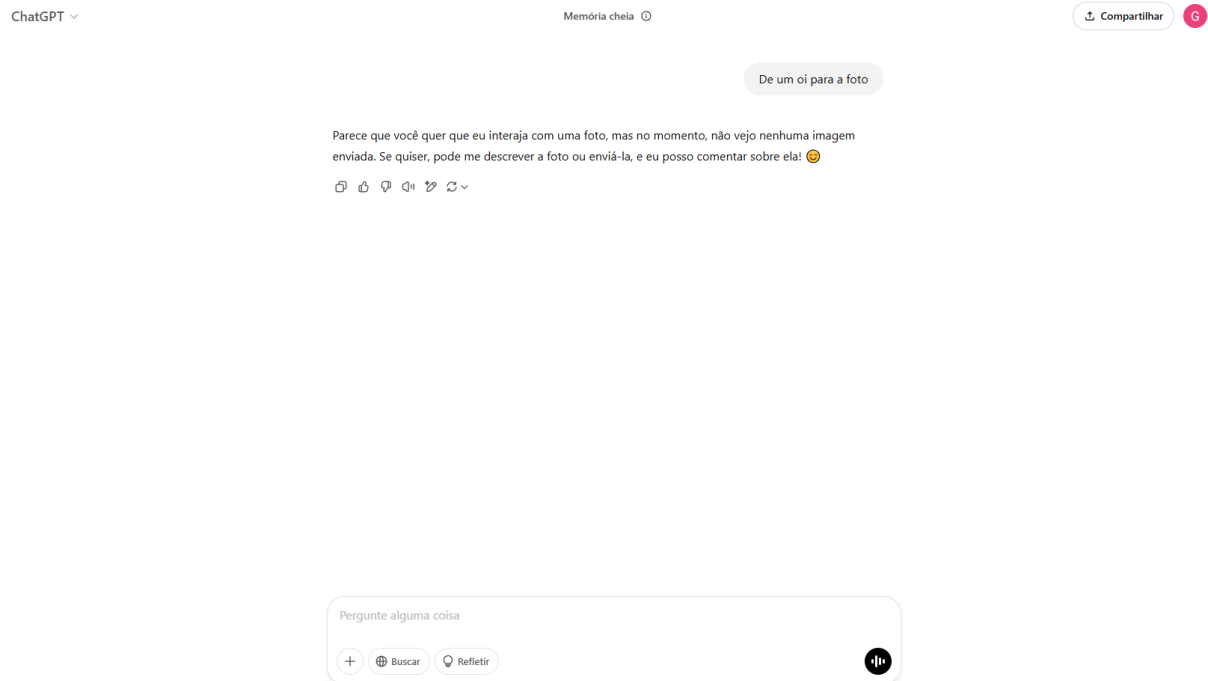 ChatGPT
Memória cheia
Compartilhar
G
De um oi para a foto
Parece que você quer que eu interaja com uma foto, mas no momento, não vejo nenhuma imagem
enviada. Se quiser, pode me descrever a foto ou enviá-la, e eu posso comentar sobre ela! 😊
Pergunte alguma coisa
Buscar
Refletir